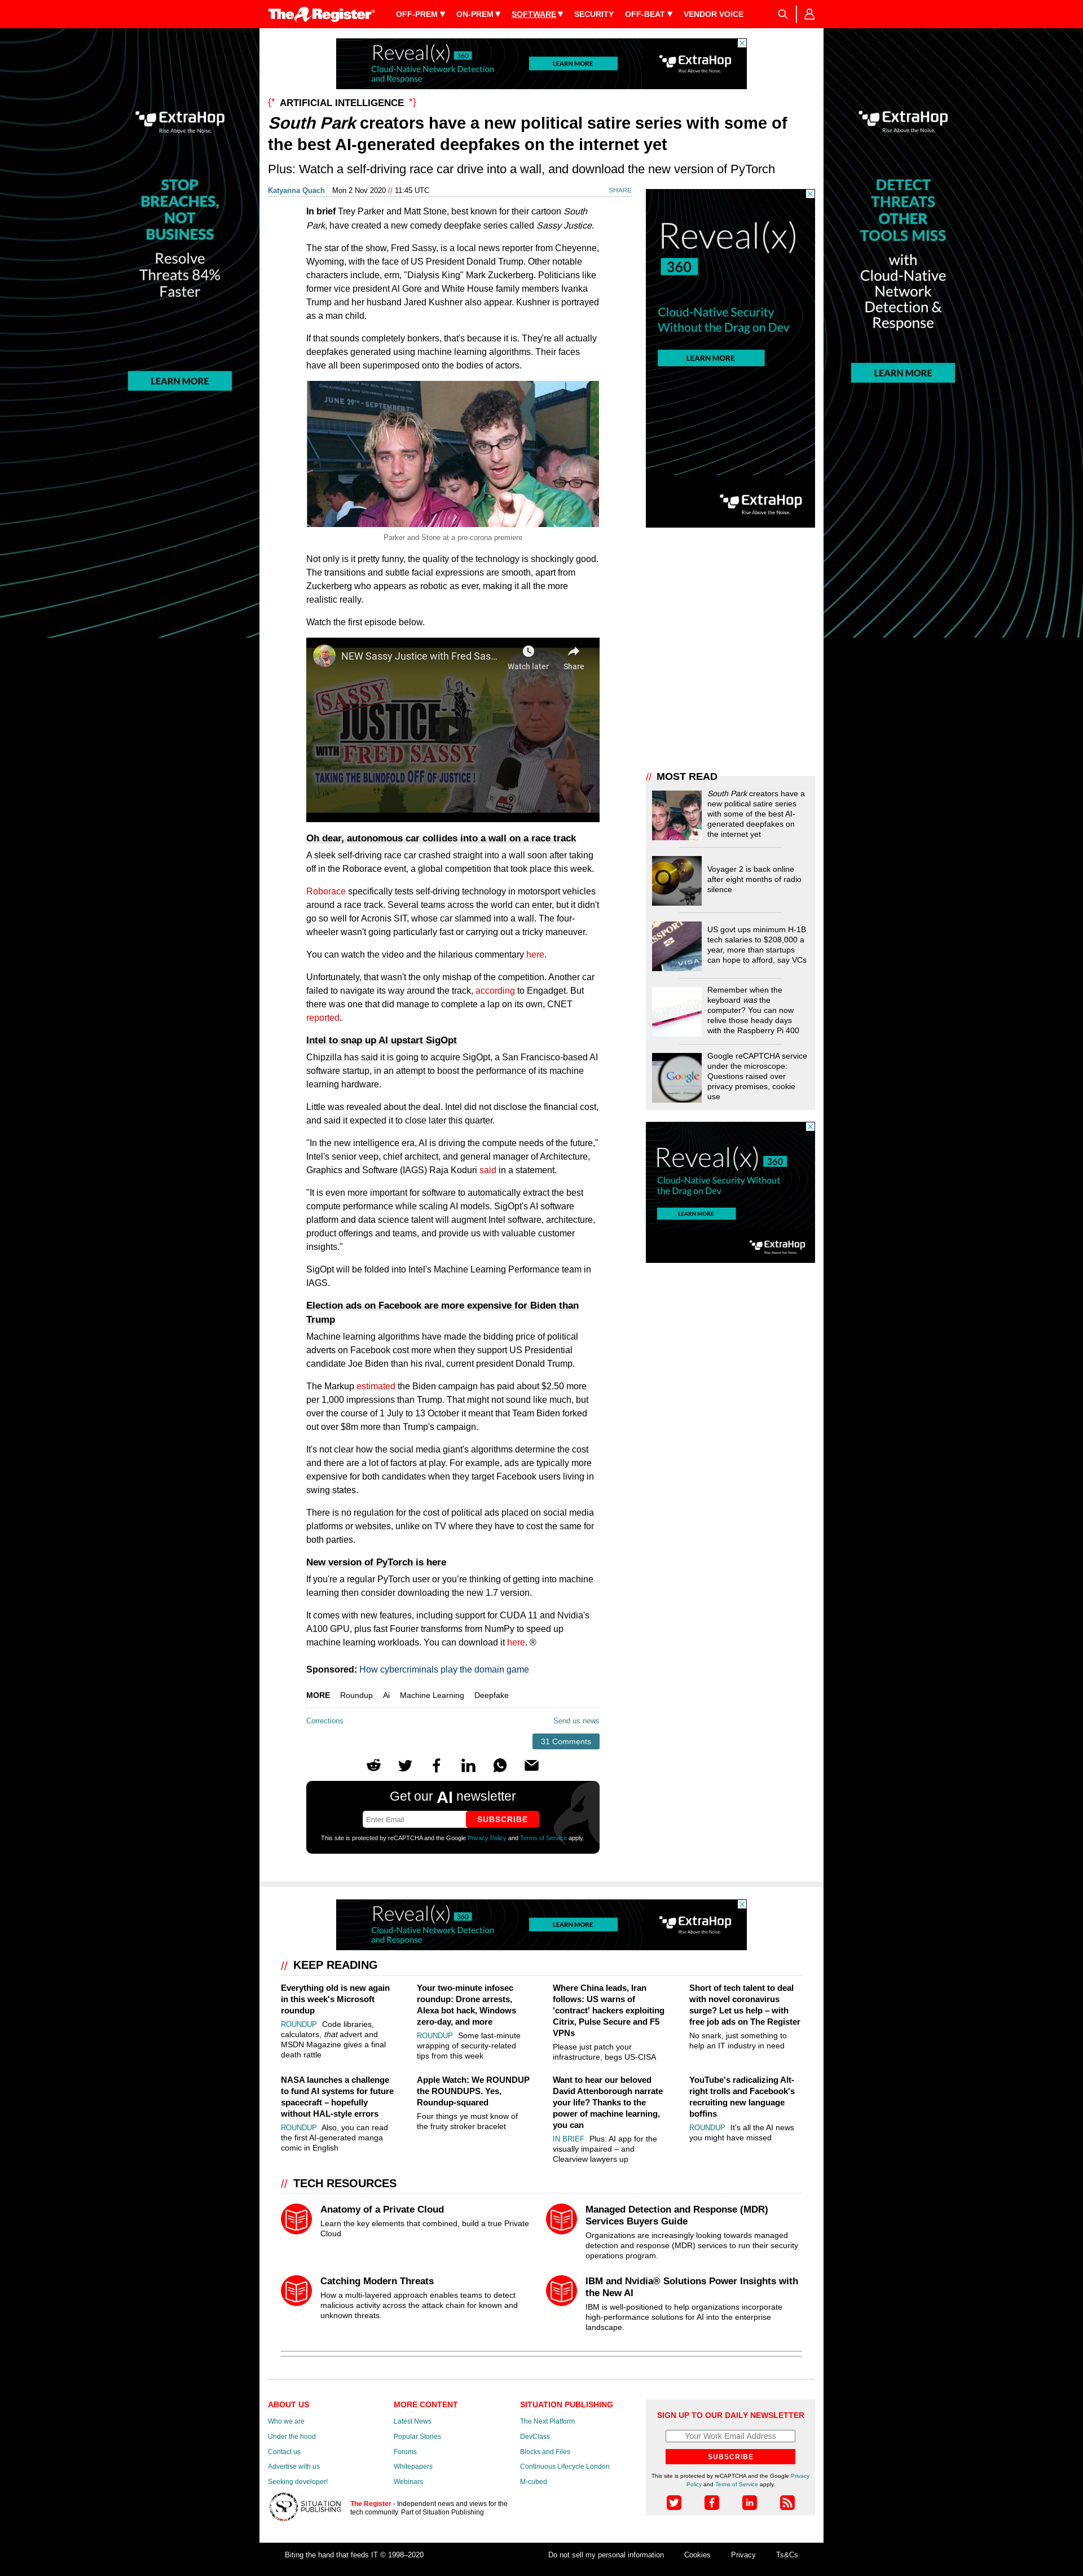 The Register®
OFF-PREM ▾ ON-PREM ▾ SOFTWARE ▾ SECURITY OFF-BEAT ▾ VENDOR VOICE
Reveal(x) 360
Cloud-Native Network Detection
and Response
LEARN MORE
ExtraHop
Rise Above the Noise.
ExtraHop
Rise Above the Noise.
STOP
BREACHES,
NOT
BUSINESS
Resolve
Threats 84%
Faster
LEARN MORE
ExtraHop
Rise Above the Noise.
DETECT
THREATS
OTHER
TOOLS MISS
with
Cloud-Native
Detection &
Response
LEARN MORE
{* ARTIFICIAL INTELLIGENCE *}
South Park creators have a new political satire series with some of
the best AI-generated deepfakes on the internet yet
Plus: Watch a self-driving race car drive into a wall, and download the new version of PyTorch
Katyanna Quach Mon 2 Nov 2020 // 11:45 UTC
SHARE
In brief Trey Parker and Matt Stone, best known for their cartoon South
Park, have created a new comedy deepfake series called Sassy Justice.
The star of the show, Fred Sassy, is a local news reporter from Cheyenne,
Wyoming, with the face of US President Donald Trump. Other notable
characters include, erm, "Dialysis King" Mark Zuckerberg. Politicians like
former vice president Al Gore and White House family members Ivanka
Trump and her husband Jared Kushner also appear. Kushner is portrayed
as a man child.
If that sounds completely bonkers, that's because it is. They're all actually
deepfakes generated using machine learning algorithms. Their faces
have all been superimposed onto the bodies of actors.
Parker and Stone at a pre-corona premiere
Not only is it pretty funny, the quality of the technology is shockingly good.
The transitions and subtle facial expressions are smooth, apart from
Zuckerberg who appears as robotic as ever, making it all the more
realistic really.
Watch the first episode below.
NEW Sassy Justice with Fred Sass...
Watch later
Share
SASSY
JUSTICE
WITH FRED SASSY
TAKING THE BLINDFOLD OFF OF JUSTICE !
Oh dear, autonomous car collides into a wall on a race track
A sleek self-driving race car crashed straight into a wall soon after taking
off in the Roborace event, a global competition that took place this week.
Roborace specifically tests self-driving technology in motorsport vehicles
around a race track. Several teams across the world can enter, but it didn't
go so well for Acronis SIT, whose car slammed into a wall. The four-
wheeler wasn't going particularly fast or carrying out a tricky maneuver.
You can watch the video and the hilarious commentary here.
Unfortunately, that wasn't the only mishap of the competition. Another car
failed to navigate its way around the track, according to Engadget. But
there was one that did manage to complete a lap on its own, CNET
reported.
Intel to snap up AI upstart SigOpt
Chipzilla has said it is going to acquire SigOpt, a San Francisco-based AI
software startup, in an attempt to boost the performance of its machine
learning hardware.
Little was revealed about the deal. Intel did not disclose the financial cost,
and said it expected it to close later this quarter.
"In the new intelligence era, AI is driving the compute needs of the future,"
Intel's senior veep, chief architect, and general manager of Architecture,
Graphics and Software (IAGS) Raja Koduri said in a statement.
"It is even more important for software to automatically extract the best
compute performance while scaling AI models. SigOpt's AI software
platform and data science talent will augment Intel software, architecture,
product offerings and teams, and provide us with valuable customer
insights."
SigOpt will be folded into Intel's Machine Learning Performance team in
IAGS.
Election ads on Facebook are more expensive for Biden than
Trump
Machine learning algorithms have made the bidding price of political
adverts on Facebook cost more when they support US Presidential
candidate Joe Biden than his rival, current president Donald Trump.
The Markup estimated the Biden campaign has paid about $2.50 more
per 1,000 impressions than Trump. That might not sound like much, but
over the course of 1 July to 13 October it meant that Team Biden forked
out over $8m more than Trump's campaign.
It's not clear how the social media giant's algorithms determine the cost
and there are a lot of factors at play. For example, ads are typically more
expensive for both candidates when they target Facebook users living in
swing states.
There is no regulation for the cost of political ads placed on social media
platforms or websites, unlike on TV where they have to cost the same for
both parties.
New version of PyTorch is here
If you're a regular PyTorch user or you're thinking of getting into machine
learning then consider downloading the new 1.7 version.
It comes with new features, including support for CUDA 11 and Nvidia's
A100 GPU, plus fast Fourier transforms from NumPy to speed up
machine learning workloads. You can download it here. ®
Sponsored: How cybercriminals play the domain game
MORE Roundup Ai Machine Learning Deepfake
Corrections
Send us news
31 Comments
Get our AI newsletter
Enter Email
SUBSCRIBE
This site is protected by reCAPTCHA and the Google Privacy Policy and Terms of Service apply.
Reveal(x)
360
Cloud-Native Security
Without the Drag on Dev
LEARN MORE
ExtraHop
Rise Above the Noise.
// MOST READ
South Park creators have a
new political satire series
with some of the best AI-
generated deepfakes on
the internet yet
Voyager 2 is back online
after eight months of radio
silence
PASSPORT
VISA
US govt ups minimum H-1B
tech salaries to $208,000 a
year, more than startups
can hope to afford, say VCs
Remember when the
keyboard was the
computer? You can now
relive those heady days
with the Raspberry Pi 400
Google
Google reCAPTCHA service
under the microscope:
Questions raised over
privacy promises, cookie
use
Reveal(x) 360
Cloud-Native Security Without
the Drag on Dev
LEARN MORE
ExtraHop
Rise Above the Noise.
Reveal(x) 360
Cloud-Native Network Detection
and Response
LEARN MORE
ExtraHop
Rise Above the Noise.
// KEEP READING
Everything old is new again
in this week's Microsoft
roundup
ROUNDUP Code libraries,
calculators, that advert and
MSDN Magazine gives a final
death rattle
Your two-minute infosec
roundup: Drone arrests,
Alexa bot hack, Windows
zero-day, and more
ROUNDUP Some last-minute
wrapping of security-related
tips from this week
Where China leads, Iran
follows: US warns of
'contract' hackers exploiting
Citrix, Pulse Secure and F5
VPNs
Please just patch your
infrastructure, begs US-CISA
Short of tech talent to deal
with novel coronavirus
surge? Let us help – with
free job ads on The Register
No snark, just something to
help an IT industry in need
NASA launches a challenge
to fund AI systems for future
spacecraft – hopefully
without HAL-style errors
ROUNDUP Also, you can read
the first AI-generated manga
comic in English
Apple Watch: We ROUNDUP
the ROUNDUPS. Yes,
Roundup-squared
Four things you must know of
the fruity stroker bracelet
Want to hear our beloved
David Attenborough narrate
your life? Thanks to the
power of machine learning,
you can
IN BRIEF Plus: AI app for the
visually impaired – and
Clearview lawyers up
YouTube's radicalizing Alt-
right trolls and Facebook's
recruiting new language
boffins
ROUNDUP It's all the AI news
you might have missed
// TECH RESOURCES
Anatomy of a Private Cloud
Learn the key elements that combined, build a true Private
Cloud
Managed Detection and Response (MDR)
Services Buyers Guide
Organizations are increasingly looking towards managed
detection and response (MDR) services to run their security
operations program.
Catching Modern Threats
How a multi-layered approach enables teams to detect
malicious activity across the attack chain for known and
unknown threats.
IBM and Nvidia® Solutions Power Insights with
the New AI
IBM is well-positioned to help organizations incorporate
high-performance solutions for AI into the enterprise
landscape.
ABOUT US
Who we are
Under the hood
Contact us
Advertise with us
Seeking developer!
MORE CONTENT
Latest News
Popular Stories
Forums
Whitepapers
Webinars
SITUATION PUBLISHING
The Next Platform
DevClass
Blocks and Files
Continuous Lifecycle London
M-cubed
SIGN UP TO OUR DAILY NEWSLETTER
Your Work Email Address
SUBSCRIBE
This site is protected by reCAPTCHA and the Google Privacy
Policy and Terms of Service apply.
SP
SITUATION
PUBLISHING
The Register - Independent news and views for the
tech community. Part of Situation Publishing
Biting the hand that feeds IT © 1998–2020
Do not sell my personal information Cookies Privacy Ts&Cs